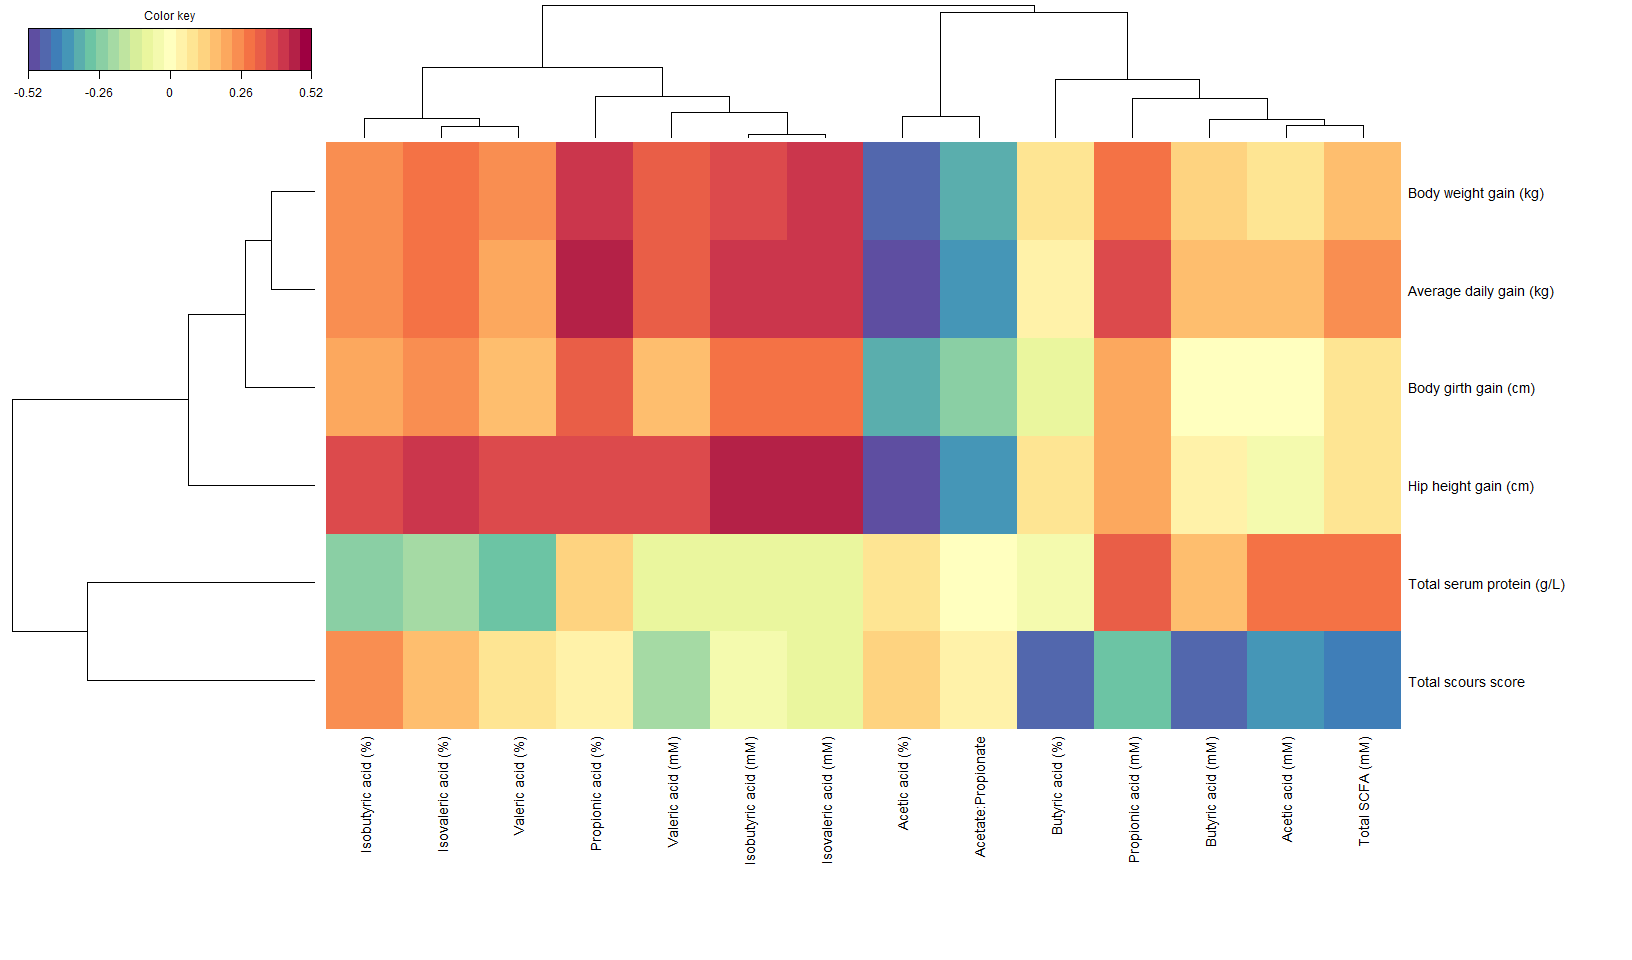 Color key
-0.52 -0.26 0 0.26 0.52
Body weight gain (kg)
Average daily gain (kg)
Body girth gain (cm)
Hip height gain (cm)
Total serum protein (g/L)
Total scours score
Isobutyric acid (%)
Isovaleric acid (%)
Valeric acid (%)
Propionic acid (%)
Valeric acid (mM)
Isobutyric acid (mM)
Isovaleric acid (mM)
Acetic acid (%)
Acetate:Propionate
Butyric acid (%)
Propionic acid (mM)
Butyric acid (mM)
Acetic acid (mM)
Total SCFA (mM)